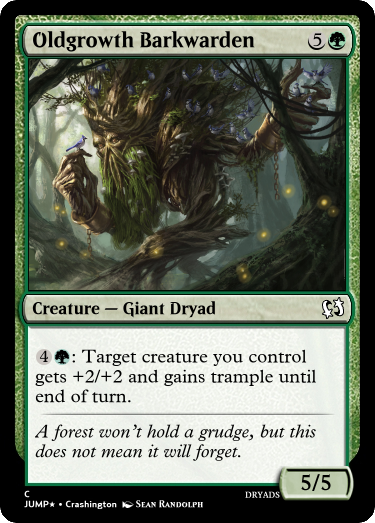 Oldgrowth Barkwarden 5
Creature — Giant Dryad
4 : Target creature you control
gets +2/+2 and gains trample until
end of turn.
A forest won't hold a grudge, but this
does not mean it will forget.
5/5
C
JUMP★ • Crashington SEAN RANDOLPH
DRYADS